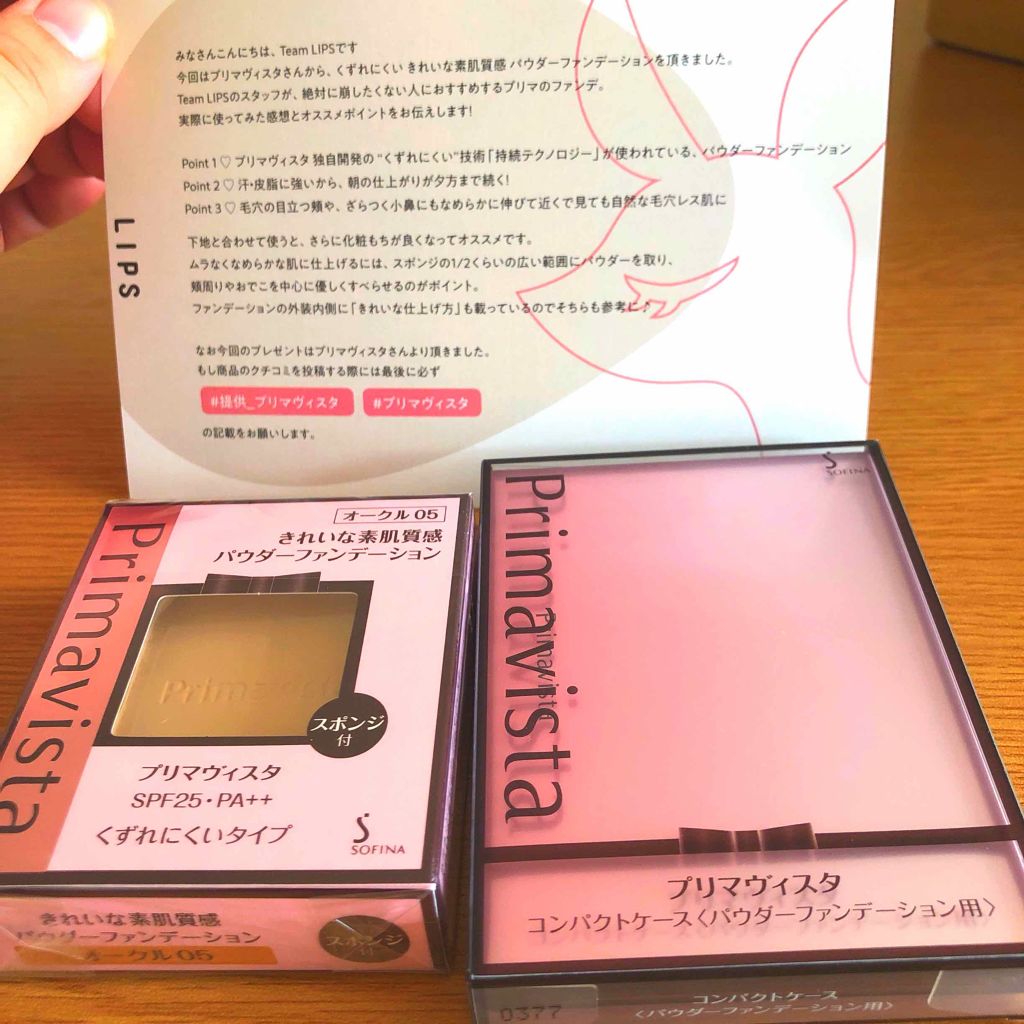 みなさんこんにちは、Team LIPSです
今回はプリマヴィスタさんから、くずれにくい きれいな素肌質感 パウダーファンデーションを頂きました。
Team LIPSのスタッフが、絶対に崩したくない人におすすめするプリマのファンデ。
実際に使ってみた感想とオススメポイントをお伝えします!
Point 1♡ プリマヴィスタ 独自開発の “くずれにくい”技術「持続テクノロジー」が使われている、パウダーファンデーション
Point 2♡ 汗・皮脂に強いから、朝の仕上がりが夕方まで続く!
Point 3♡ 毛穴の目立つ頬や、ざらつく小鼻にもなめらかに伸びて近くで見ても自然な毛穴レス肌に
下地と合わせて使うと、さらに化粧もちが良くなってオススメです。
ムラなくなめらかな肌に仕上げるには、スポンジの1/2くらいの広い範囲にパウダーを取り、
頬周りやおでこを中心に優しくすべらせるのがポイント。
ファンデーションの外装内側に「きれいな仕上げ方」も載っているのでそちらも参考に♪
なお今回のプレゼントはプリマヴィスタさんより頂きました。
もし商品のクチコミを投稿する際には最後に必ず
#提供_プリマヴィスタ #プリマヴィスタ
の記載をお願いします。
LIPS
Primavista
オークル 05
きれいな素肌質感
パウダーファンデーション
Primavista
スポンジ
付
プリマヴィスタ
SPF25・PA++
くずれにくいタイプ
SOFINA
きれいな素肌質感
パウダーファンデーション
オークル 05
スポンジ
付
SOFINA
Primavista
Primavista
プリマヴィスタ
コンパクトケース〈パウダーファンデーション用〉
0377
コンパクトケース
〈パウダーファンデーション用〉